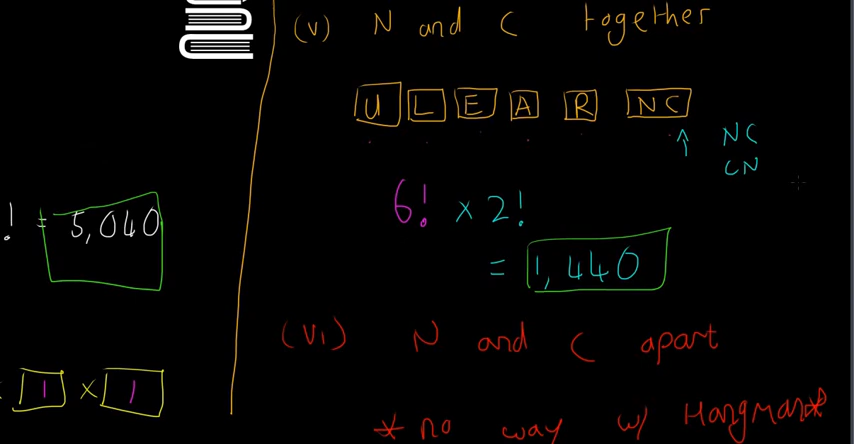 (v) N and C together
U L E A R NC
NC
CN
6! × 2!
= 1,440
! = 5,040
(vi) N and C apart
1 × 1
* no way w/ Hangman*